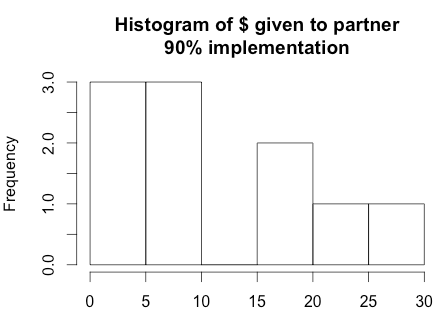 Histogram of $ given to partner
90% implementation
Frequency
3.0
2.0
1.0
0.0
0 5 10 15 20 25 30